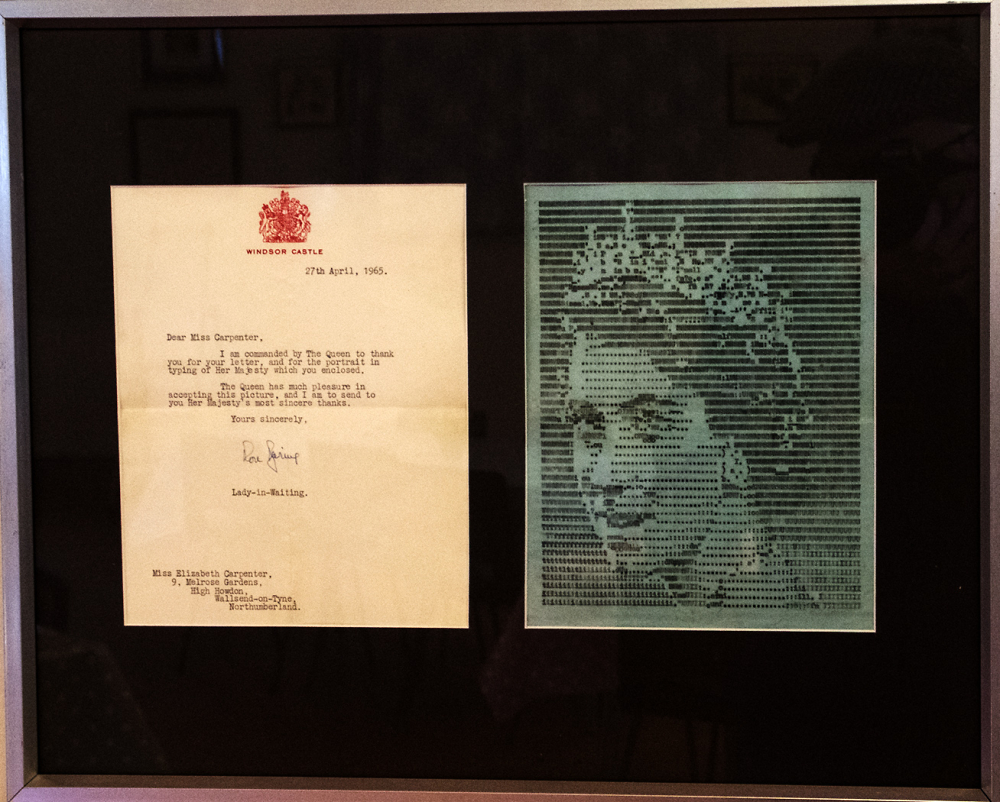 WINDSOR CASTLE
27th April, 1965.
Dear Miss Carpenter,
I am commanded by The Queen to thank
you for your letter, and for the portrait in
typing of Her Majesty which you enclosed.
The Queen has much pleasure in
accepting this picture, and I am to send to
you Her Majesty's most sincere thanks.
Yours sincerely,
Lady-in-Waiting.
Miss Elizabeth Carpenter,
9, Melrose Gardens,
High Howdon,
Wallsend-on-Tyne,
Northumberland.